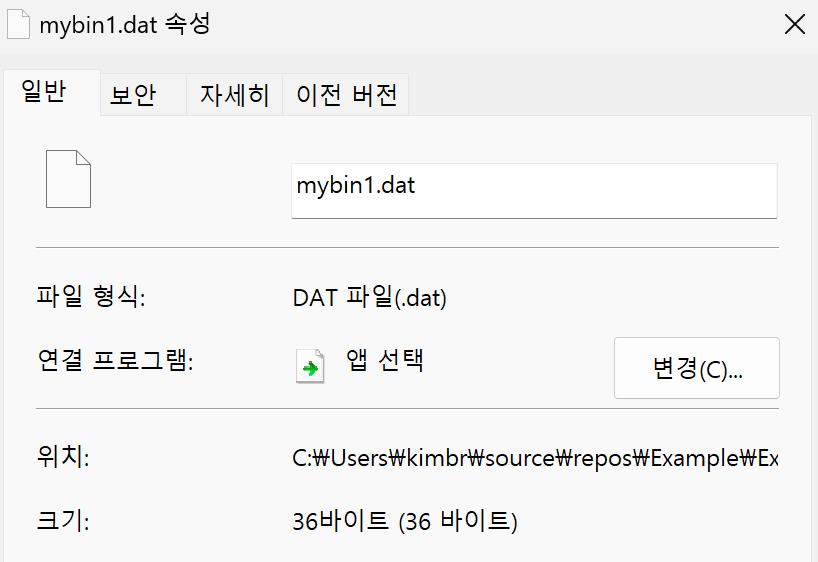 mybin1.dat 속성
일반 보안 자세히 이전 버전
mybin1.dat
파일 형식: DAT 파일(.dat)
연결 프로그램: 앱 선택 변경(C)...
위치: C:₩Users₩kimbr₩source₩repos₩Example₩Ex
크기: 36바이트 (36 바이트)